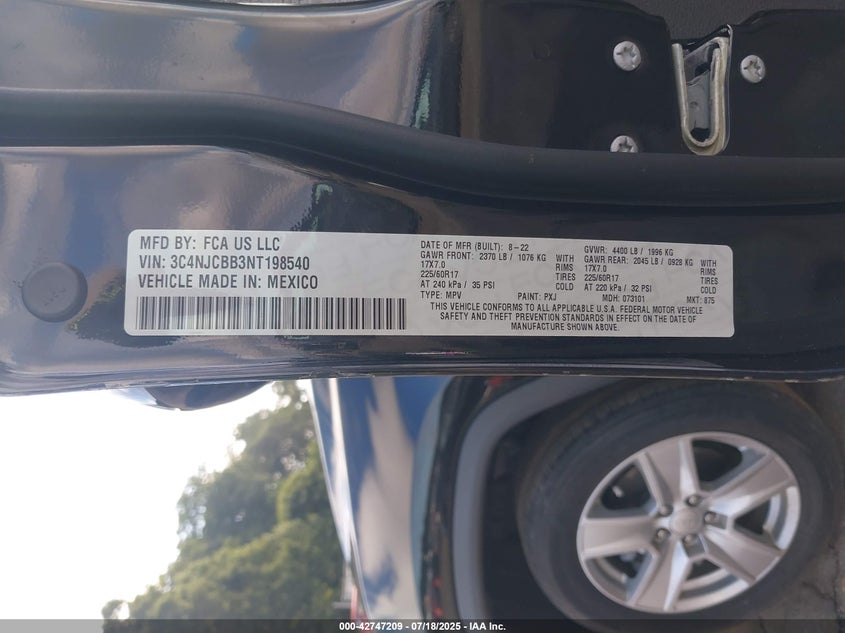 MFD BY: FCA US LLC
VIN: 3C4NJCBB3NT198540
VEHICLE MADE IN: MEXICO
DATE OF MFR (BUILT): 8-22
GAWR FRONT: 2370 LB / 1076 KG WITH
17X7.0 RIMS
225/60R17 TIRES
AT 240 kPa / 35 PSI COLD
TYPE: MPV PAINT: PXJ
GVWR: 4400 LB / 1996 KG
GAWR REAR: 2045 LB / 0928 KG WITH
17X7.0 RIMS
225/60R17 TIRES
AT 220 kPa / 32 PSI COLD
MDH: 073101 MKT: 875
THIS VEHICLE CONFORMS TO ALL APPLICABLE U.S.A. FEDERAL MOTOR VEHICLE
SAFETY AND THEFT PREVENTION STANDARDS IN EFFECT ON THE DATE OF
MANUFACTURE SHOWN ABOVE.
000-42747209 - 07/18/2025 - IAA Inc.